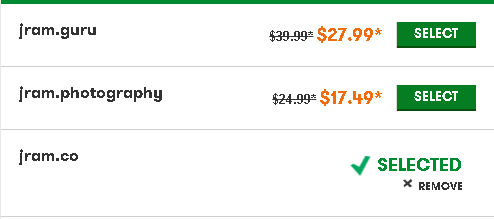 jram.guru $39.99* $27.99* SELECT
jram.photography $24.99* $17.49* SELECT
jram.co SELECTED
REMOVE